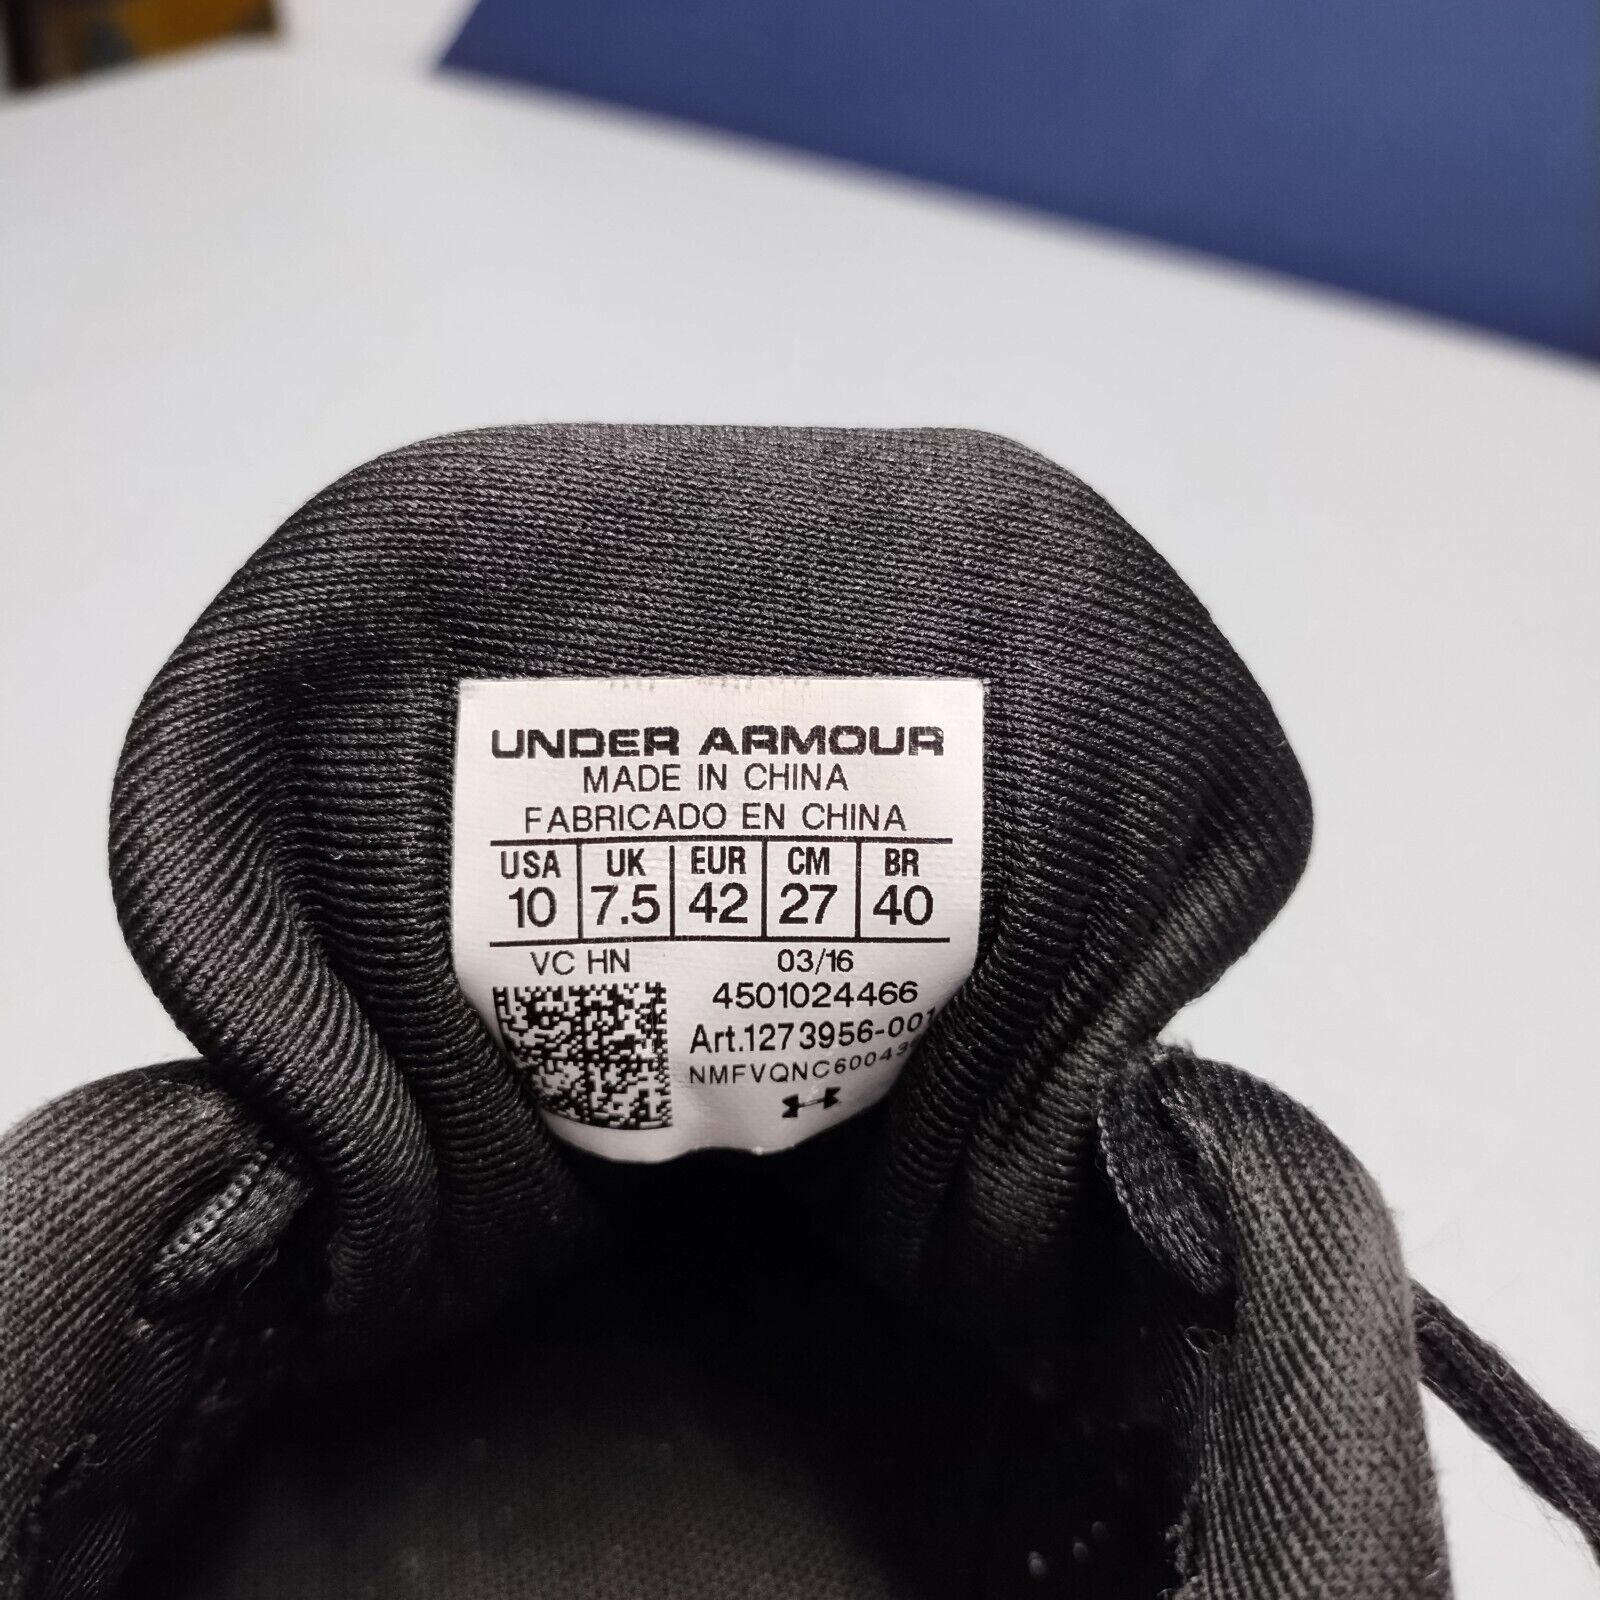 UNDER ARMOUR
MADE IN CHINA
FABRICADO EN CHINA
USA UK EUR CM BR
10 7.5 42 27 40
VC HN 03/16
4501024466
Art.1273956-001